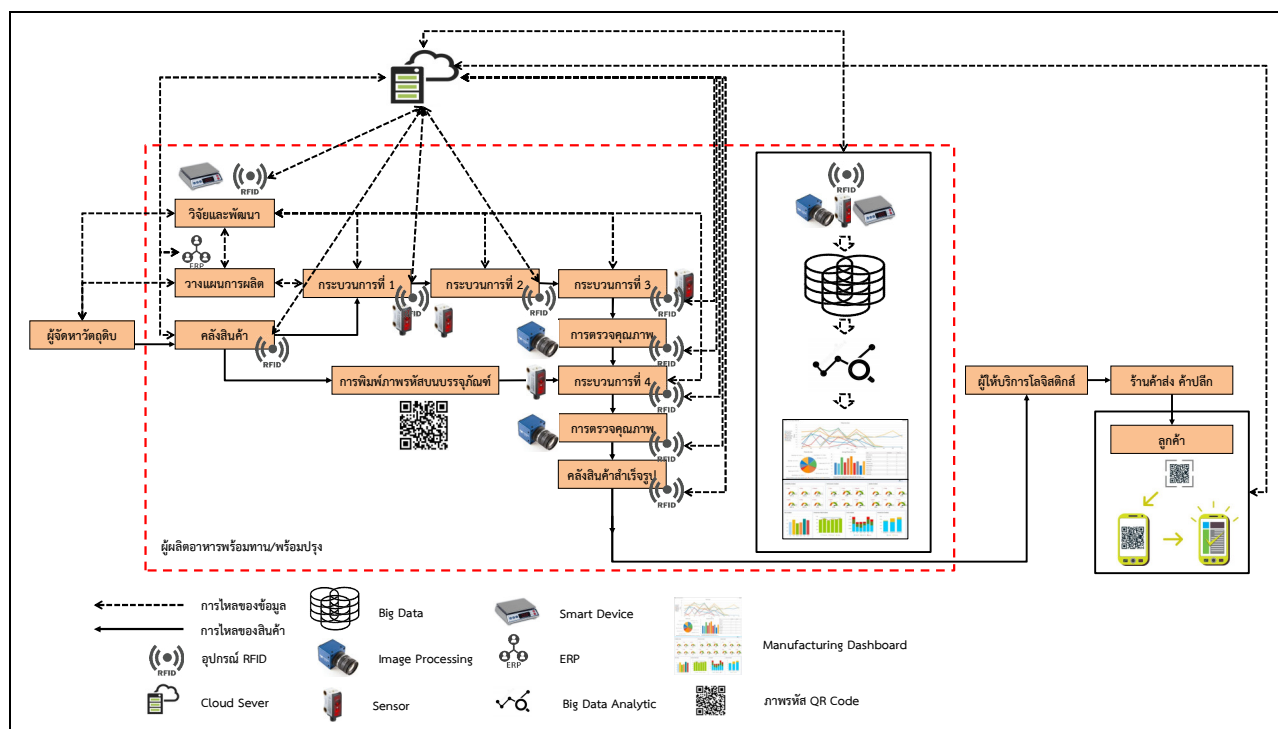 RFID
วิจัยและพัฒนา
ERP
วางแผนการผลิต
กระบวนการที่ 1
กระบวนการที่ 2
กระบวนการที่ 3
RFID
RFID
RFID
ผู้จัดหาวัตถุดิบ
คลังสินค้า
RFID
การตรวจคุณภาพ
RFID
การพิมพ์ภาพรหัสบนบรรจุภัณฑ์
กระบวนการที่ 4
RFID
การตรวจคุณภาพ
RFID
คลังสินค้าสำเร็จรูป
RFID
RFID
ผู้ให้บริการโลจิสติกส์
ร้านค้าส่ง ค้าปลีก
ลูกค้า
ผู้ผลิตอาหารพร้อมทาน/พร้อมปรุง
การไหลของข้อมูล
การไหลของสินค้า
RFID
อุปกรณ์ RFID
Cloud Sever
Big Data
Image Processing
Sensor
Smart Device
ERP
ERP
Big Data Analytic
Manufacturing Dashboard
ภาพรหัส QR Code